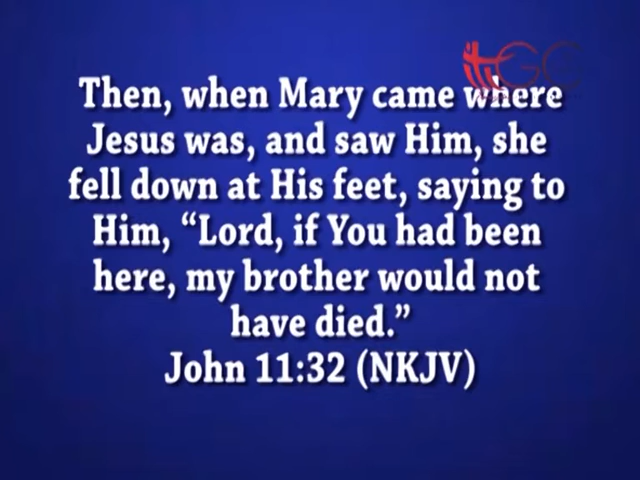 Then, when Mary came where
Jesus was, and saw Him, she
fell down at His feet, saying to
Him, “Lord, if You had been
here, my brother would not
have died.”
John 11:32 (NKJV)